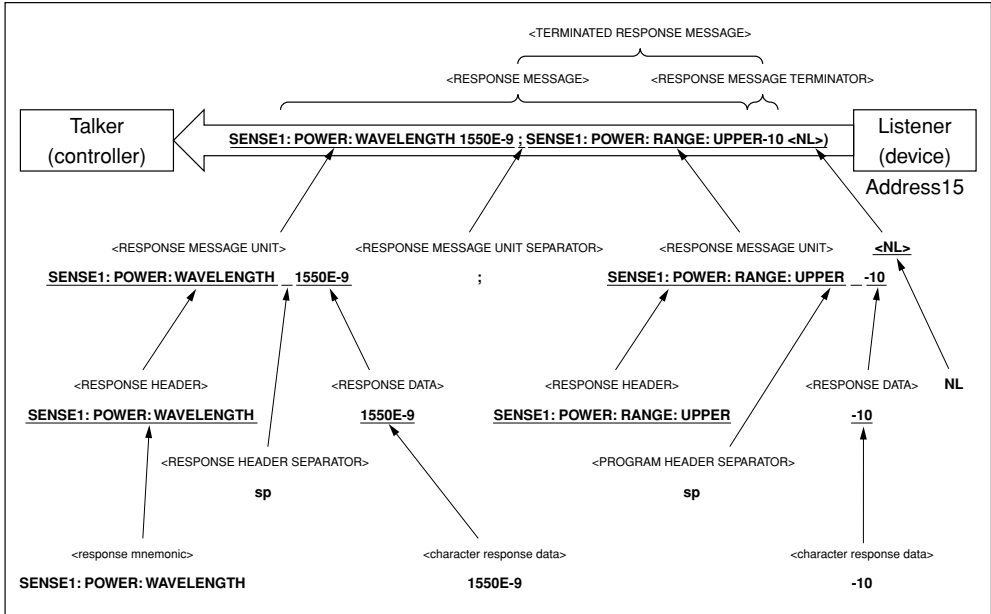 <TERMINATED RESPONSE MESSAGE>
<RESPONSE MESSAGE> <RESPONSE MESSAGE TERMINATOR>
Talker
(controller)
SENSE1: POWER: WAVELENGTH 1550E-9 ; SENSE1: POWER: RANGE: UPPER-10 <NL>)
Listener
(device)
Address15
<RESPONSE MESSAGE UNIT> <RESPONSE MESSAGE UNIT SEPARATOR> <RESPONSE MESSAGE UNIT> <NL>
SENSE1: POWER: WAVELENGTH _ 1550E-9 ; SENSE1: POWER: RANGE: UPPER _ -10
<RESPONSE HEADER> <RESPONSE DATA> <RESPONSE HEADER> <RESPONSE DATA> NL
SENSE1: POWER: WAVELENGTH 1550E-9 SENSE1: POWER: RANGE: UPPER -10
<RESPONSE HEADER SEPARATOR> <PROGRAM HEADER SEPARATOR>
sp sp
<response mnemonic> <character response data> <character response data>
SENSE1: POWER: WAVELENGTH 1550E-9 -10